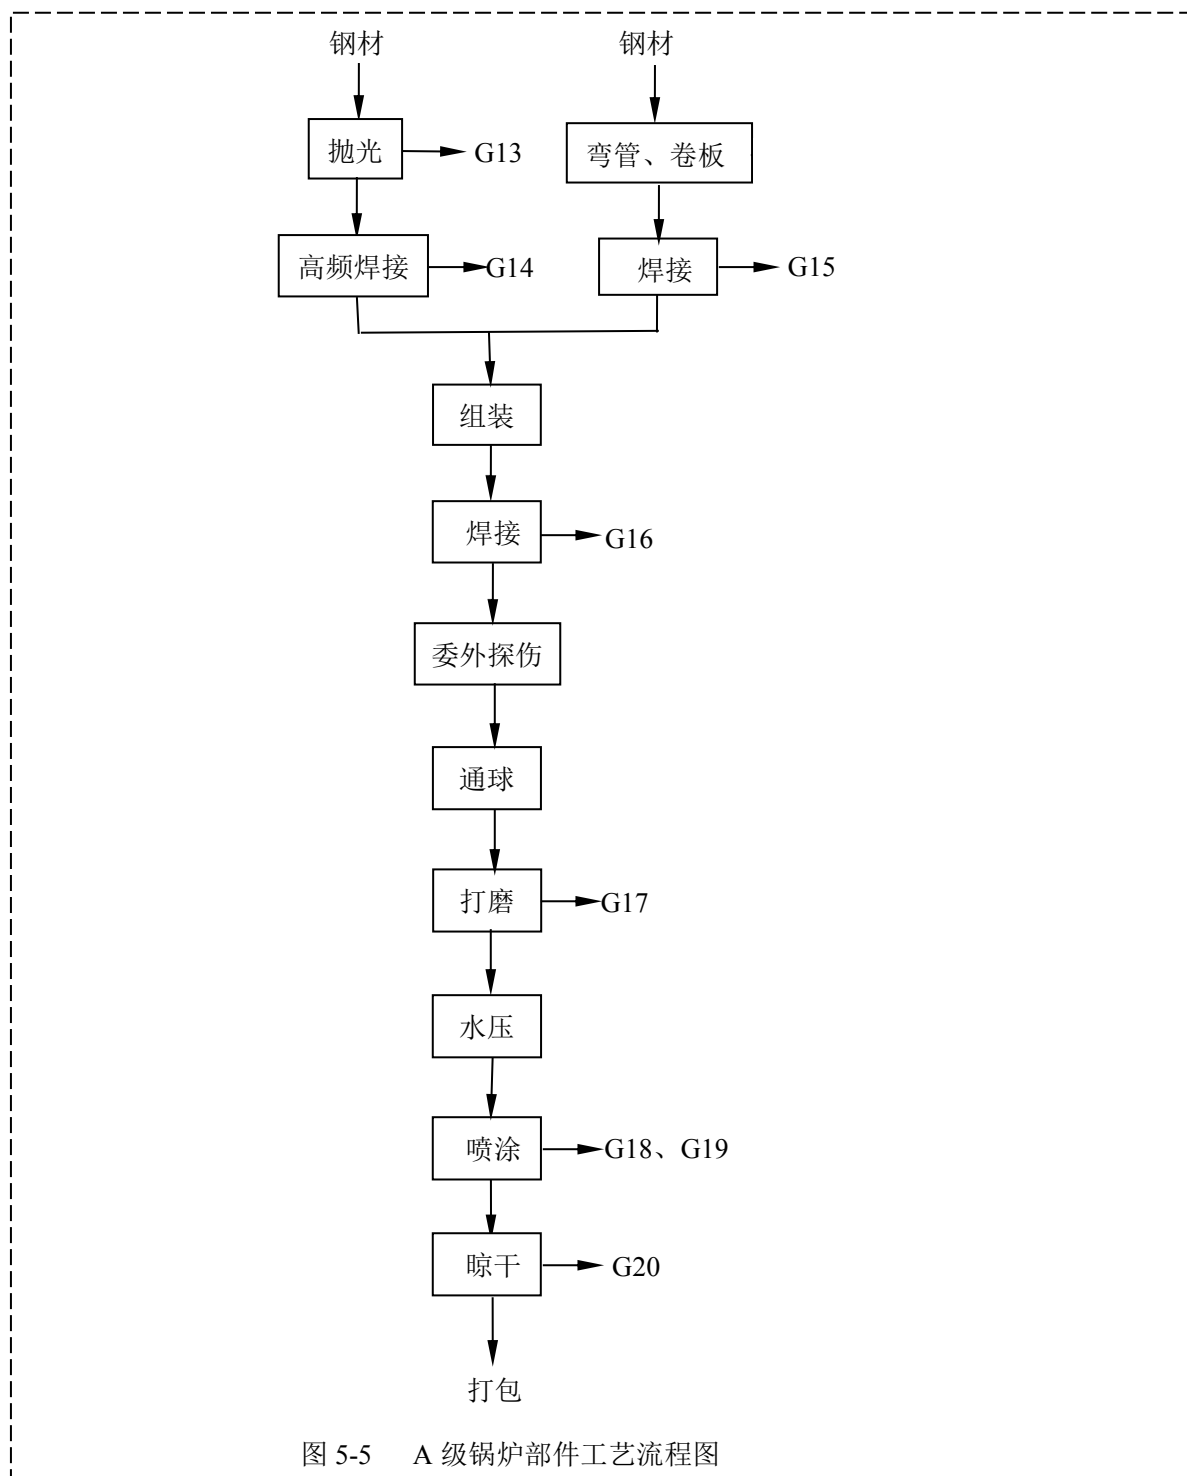 钢材 钢材
抛光 G13 弯管、卷板
高频焊接 G14 焊接 G15
组装
焊接 G16
委外探伤
通球
打磨 G17
水压
喷涂 G18、G19
晾干 G20
打包
图 5-5 A 级锅炉部件工艺流程图